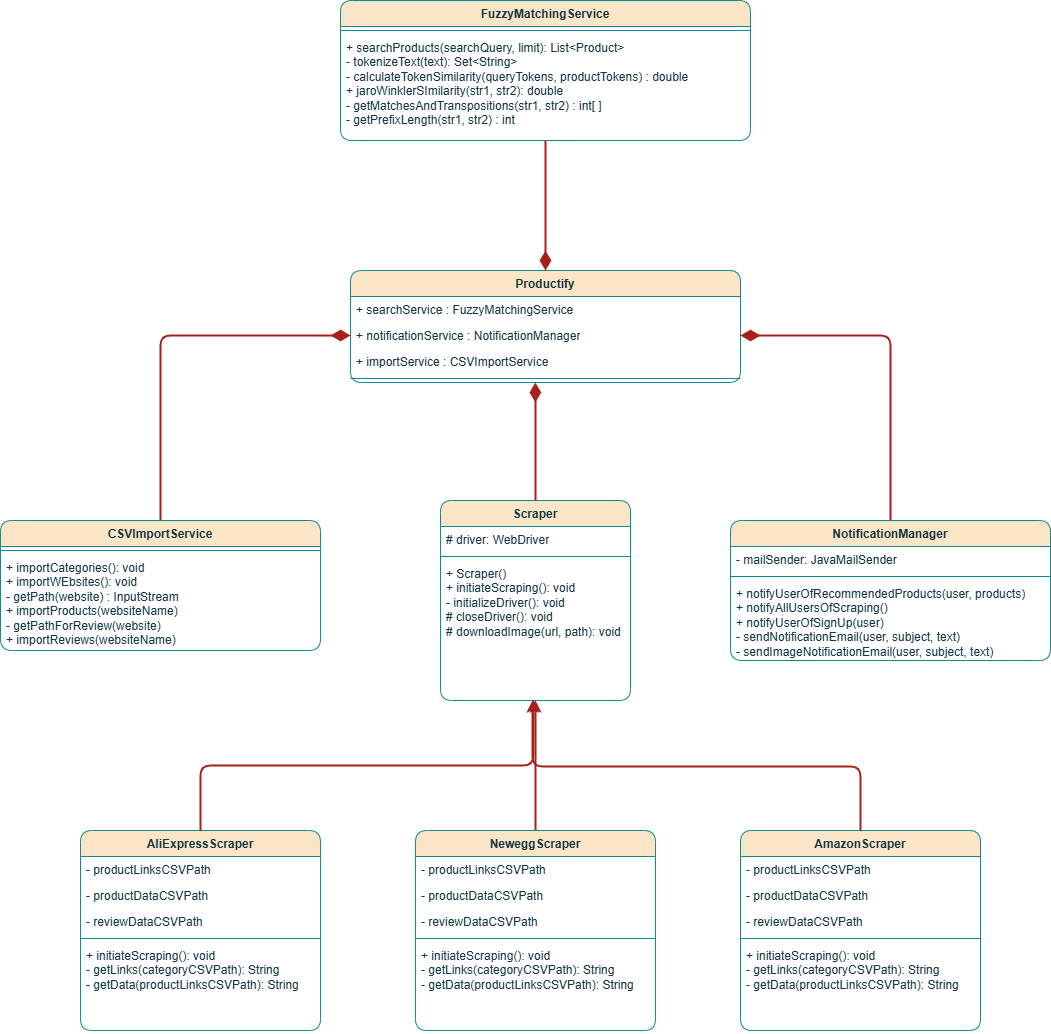 FuzzyMatchingService
+ searchProducts(searchQuery, limit): List<Product>
- tokenizeText(text): Set<String>
- calculateTokenSimilarity(queryTokens, productTokens) : double
+ jaroWinklerSImilarity(str1, str2): double
- getMatchesAndTranspositions(str1, str2) : int[ ]
- getPrefixLength(str1, str2) : int
Productify
+ searchService : FuzzyMatchingService
+ notificationService : NotificationManager
+ importService : CSVImportService
CSVImportService
+ importCategories(): void
+ importWEbsites(): void
- getPath(website) : InputStream
+ importProducts(websiteName)
- getPathForReview(website)
+ importReviews(websiteName)
Scraper
# driver: WebDriver
+ Scraper()
+ initiateScraping(): void
- initializeDriver(): void
# closeDriver(): void
# downloadImage(url, path): void
NotificationManager
- mailSender: JavaMailSender
+ notifyUserOfRecommendedProducts(user, products)
+ notifyAllUsersOfScraping()
+ notifyUserOfSignUp(user)
- sendNotificationEmail(user, subject, text)
- sendImageNotificationEmail(user, subject, text)
AliExpressScraper
- productLinksCSVPath
- productDataCSVPath
- reviewDataCSVPath
+ initiateScraping(): void
- getLinks(categoryCSVPath): String
- getData(productLinksCSVPath): String
NeweggScraper
- productLinksCSVPath
- productDataCSVPath
- reviewDataCSVPath
+ initiateScraping(): void
- getLinks(categoryCSVPath): String
- getData(productLinksCSVPath): String
AmazonScraper
- productLinksCSVPath
- productDataCSVPath
- reviewDataCSVPath
+ initiateScraping(): void
- getLinks(categoryCSVPath): String
- getData(productLinksCSVPath): String